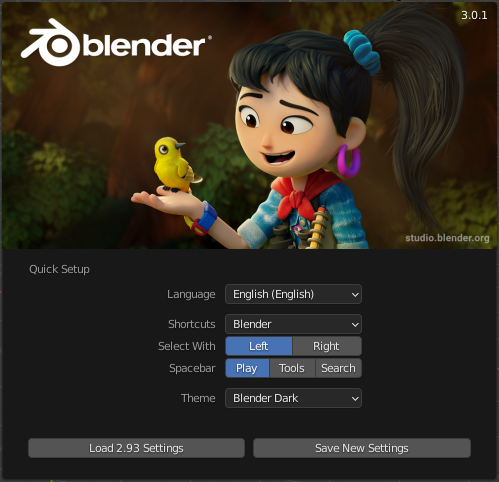 3.0.1
blender
studio.blender.org
Quick Setup
Language English (English)
Shortcuts Blender
Select With Left Right
Spacebar Play Tools Search
Theme Blender Dark
Load 2.93 Settings Save New Settings